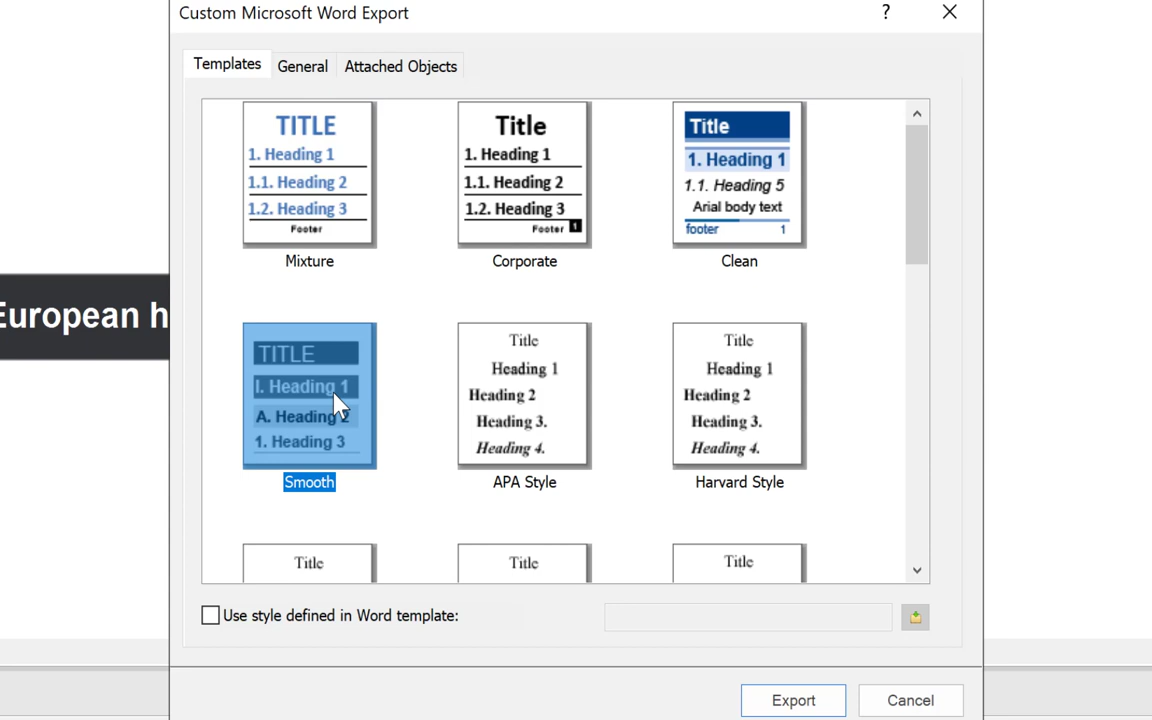 Custom Microsoft Word Export
?
Templates General Attached Objects
TITLE
1. Heading 1
1.1. Heading 2
1.2. Heading 3
Footer
Mixture
Title
1. Heading 1
1.1. Heading 2
1.2. Heading 3
Footer 1
Corporate
Title
1. Heading 1
1.1. Heading 5
Arial body text
footer 1
Clean
European h
TITLE
I. Heading 1
A. Heading 2
1. Heading 3
Smooth
Title
Heading 1
Heading 2
Heading 3.
Heading 4.
APA Style
Title
Heading 1
Heading 2
Heading 3.
Heading 4.
Harvard Style
Title
Title
Title
Use style defined in Word template:
Export Cancel